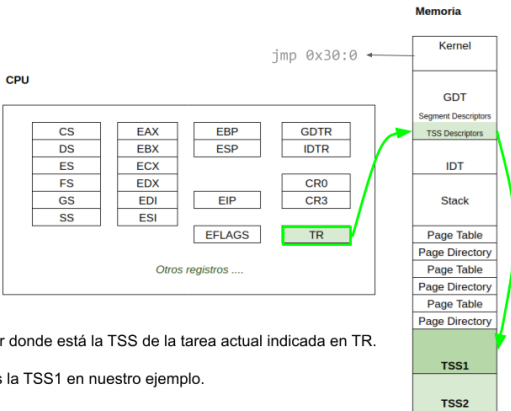 Memoria
Kernel
jmp 0x30:0
CPU
GDT
Segment Descriptors
TSS Descriptors
CS
EAX
EBP
GDTR
DS
EBX
ESP
IDTR
ES
ECX
FS
EDX
CR0
GS
EDI
EIP
CR3
SS
ESI
EFLAGS
TR
Otros registros ....
IDT
Stack
Page Table
Page Directory
Page Table
Page Directory
Page Table
Page Directory
r donde está la TSS de la tarea actual indicada en TR.
s la TSS1 en nuestro ejemplo.
TSS1
TSS2